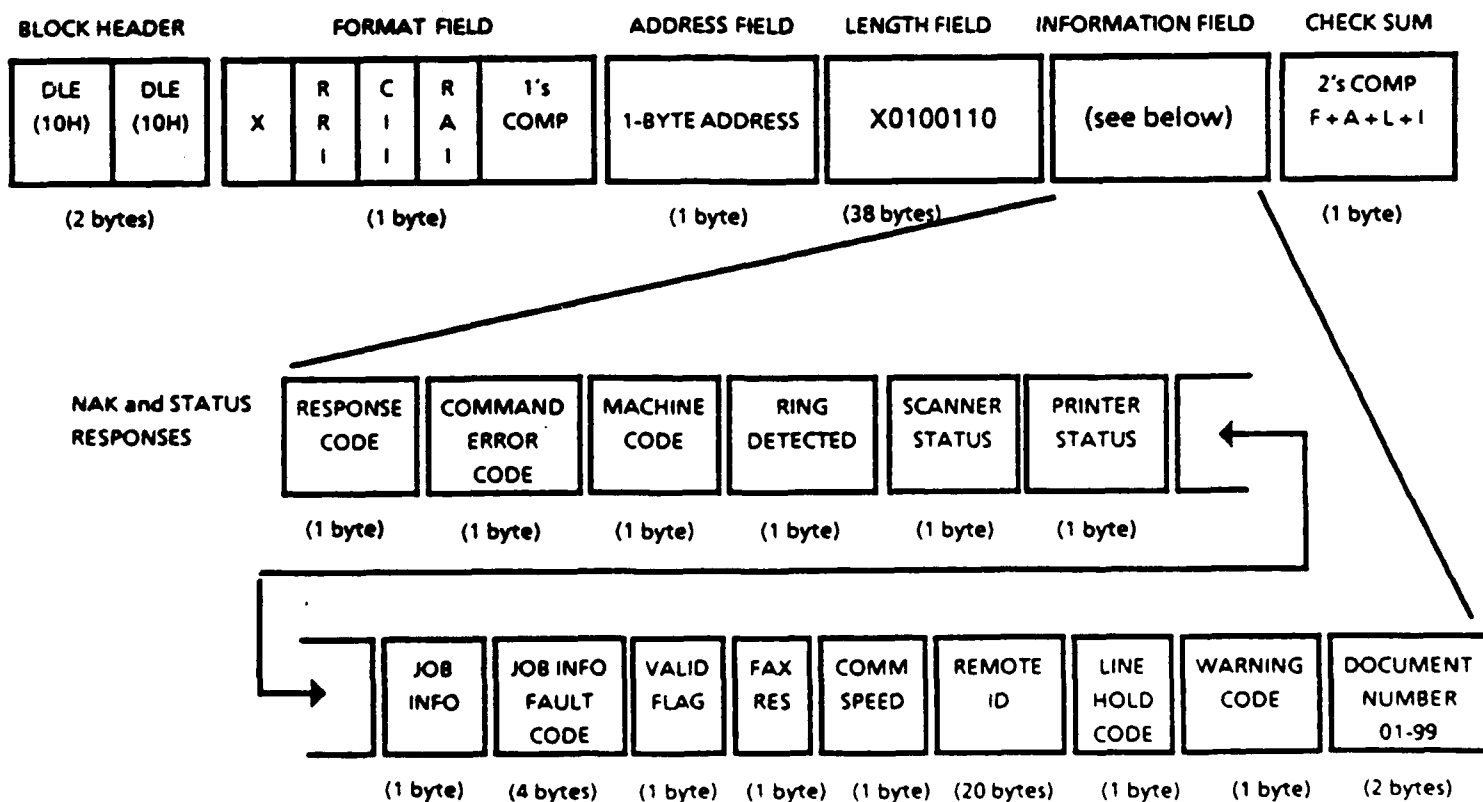 BLOCK HEADER FORMAT FIELD ADDRESS FIELD LENGTH FIELD INFORMATION FIELD CHECK SUM
DLE
(10H)
DLE
(10H)
X
R
R
I
C
I
I
R
A
I
1's
COMP
1-BYTE ADDRESS
X0100110
(see below)
2's COMP
F + A + L + I
(2 bytes) (1 byte) (1 byte) (38 bytes) (1 byte)
NAK and STATUS
RESPONSES
RESPONSE
CODE
COMMAND
ERROR
CODE
MACHINE
CODE
RING
DETECTED
SCANNER
STATUS
PRINTER
STATUS
(1 byte) (1 byte) (1 byte) (1 byte) (1 byte) (1 byte)
JOB
INFO
JOB INFO
FAULT
CODE
VALID
FLAG
FAX
RES
COMM
SPEED
REMOTE
ID
LINE
HOLD
CODE
WARNING
CODE
DOCUMENT
NUMBER
01-99
(1 byte) (4 bytes) (1 byte) (1 byte) (1 byte) (20 bytes) (1 byte) (1 byte) (2 bytes)